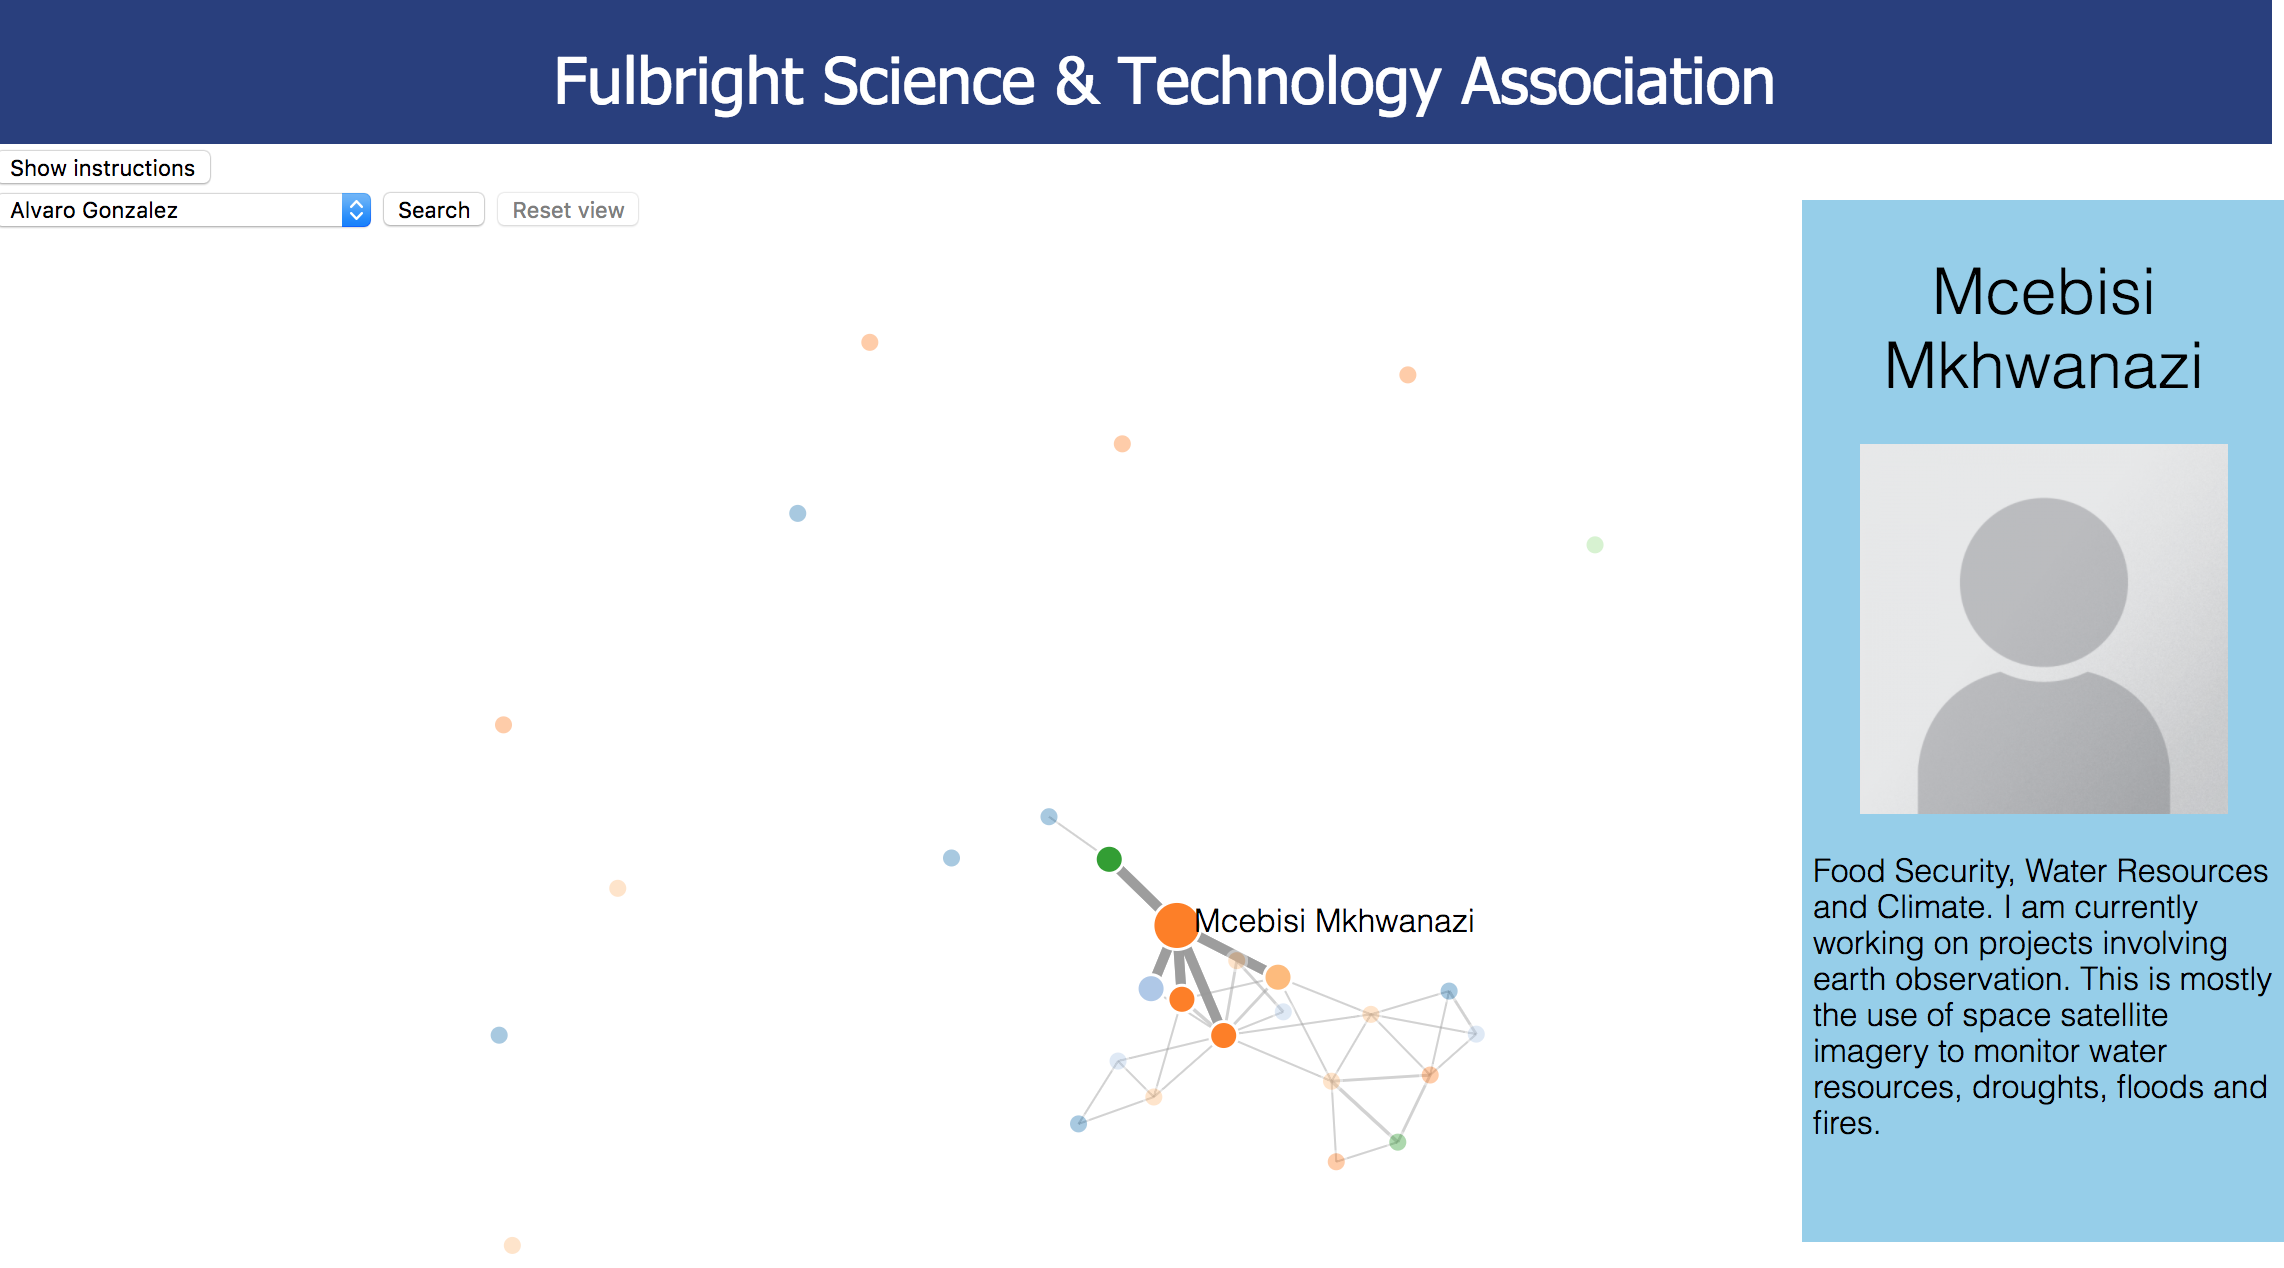 Fulbright Science & Technology Association
Show instructions
Alvaro Gonzalez
Search
Reset view
Mcebisi Mkhwanazi
Mcebisi
Mkhwanazi
Food Security, Water Resources
and Climate. I am currently
working on projects involving
earth observation. This is mostly
the use of space satellite
imagery to monitor water
resources, droughts, floods and
fires.